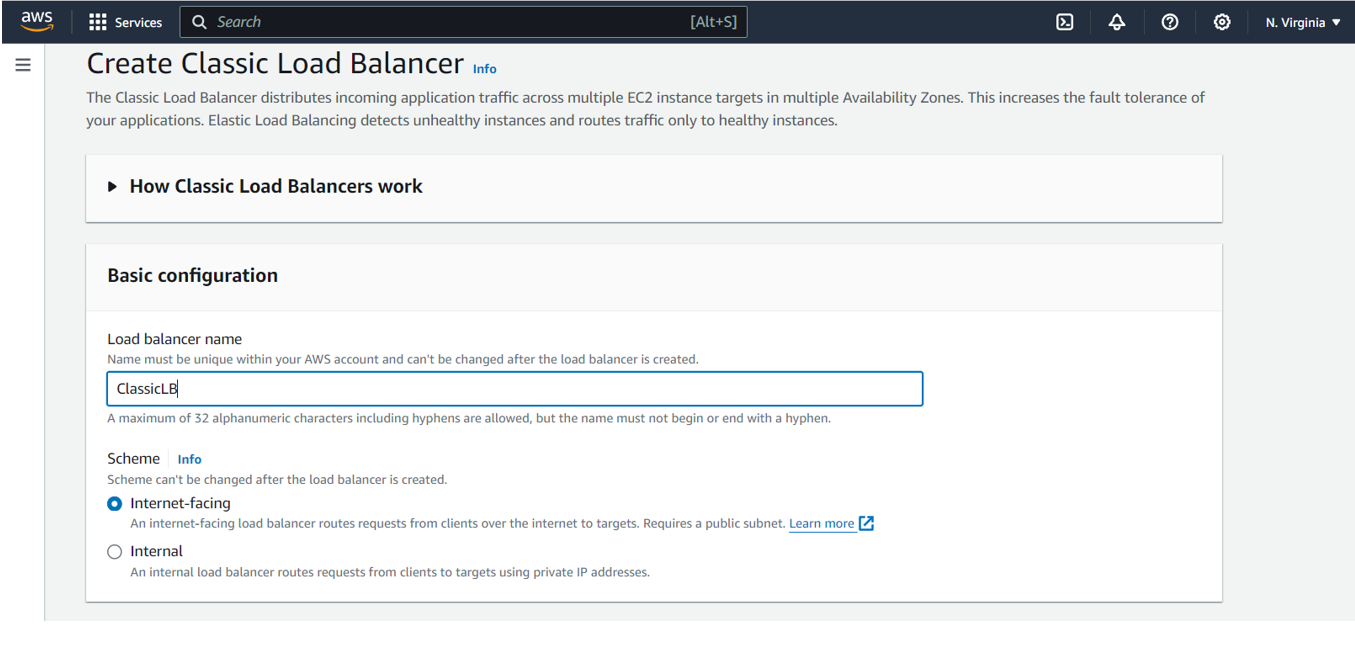 aws Services Search [Alt+S] N. Virginia
Create Classic Load Balancer Info
The Classic Load Balancer distributes incoming application traffic across multiple EC2 instance targets in multiple Availability Zones. This increases the fault tolerance of
your applications. Elastic Load Balancing detects unhealthy instances and routes traffic only to healthy instances.
How Classic Load Balancers work
Basic configuration
Load balancer name
Name must be unique within your AWS account and can't be changed after the load balancer is created.
ClassicLB
A maximum of 32 alphanumeric characters including hyphens are allowed, but the name must not begin or end with a hyphen.
Scheme Info
Scheme can't be changed after the load balancer is created.
Internet-facing
An internet-facing load balancer routes requests from clients over the internet to targets. Requires a public subnet. Learn more
Internal
An internal load balancer routes requests from clients to targets using private IP addresses.